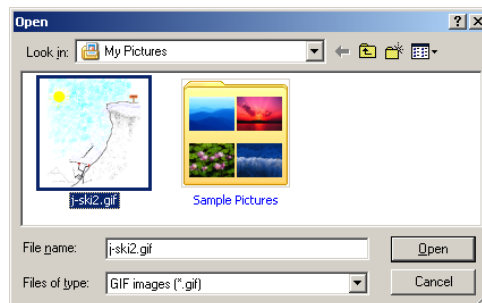 Open
Look in: My Pictures
j-ski2.gif
Sample Pictures
File name: j-ski2.gif
Open
Files of type: GIF images (*.gif)
Cancel